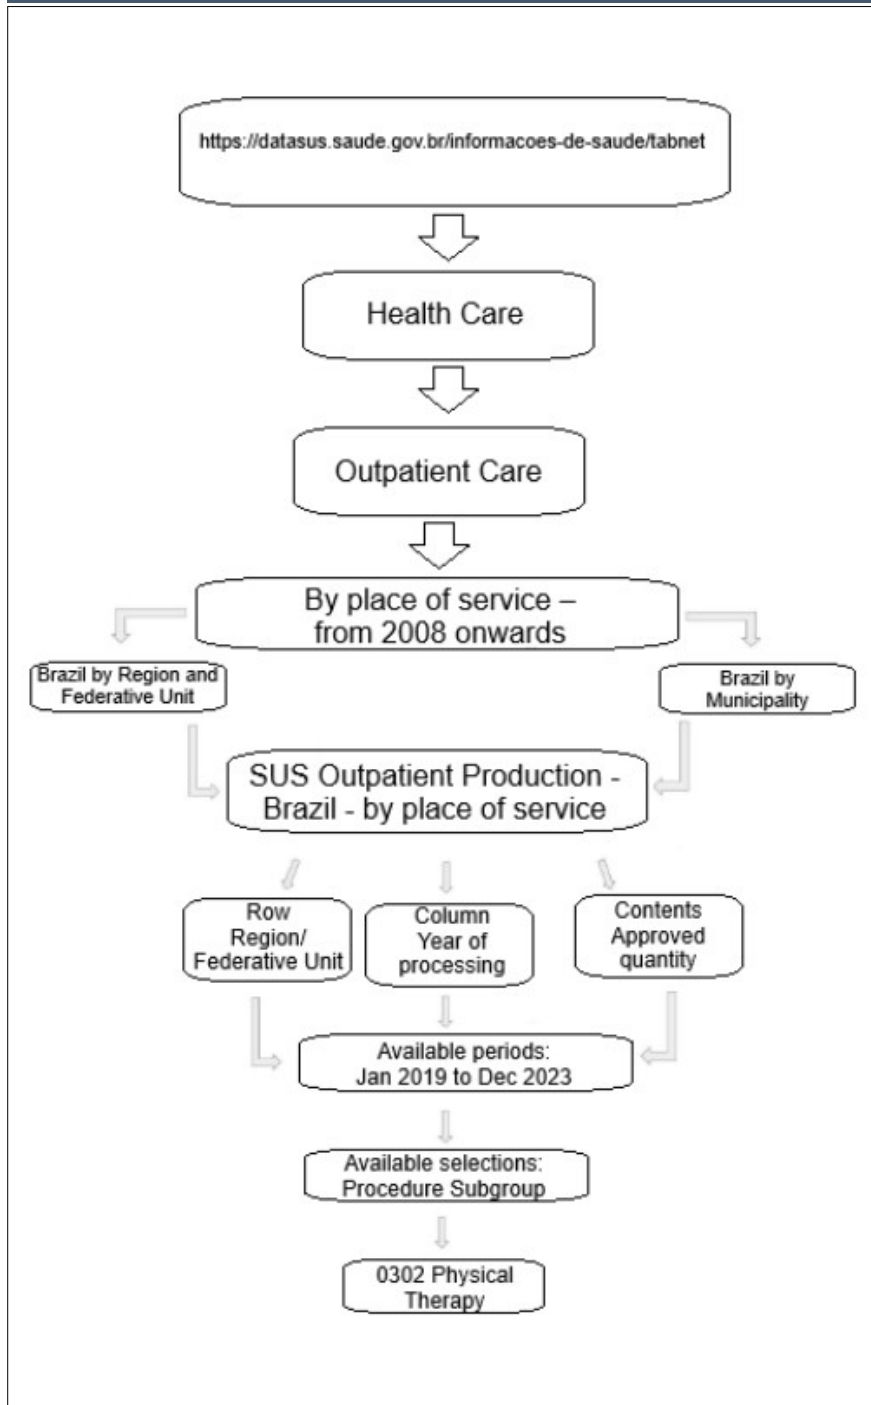 https://datasus.saude.gov.br/informacoes-de-saude/tabnet
Health Care
Outpatient Care
By place of service –
from 2008 onwards
Brazil by Region and
Federative Unit
Brazil by
Municipality
SUS Outpatient Production -
Brazil - by place of service
Row
Region/
Federative Unit
Column
Year of
processing
Contents
Approved
quantity
Available periods:
Jan 2019 to Dec 2023
Available selections:
Procedure Subgroup
0302 Physical
Therapy